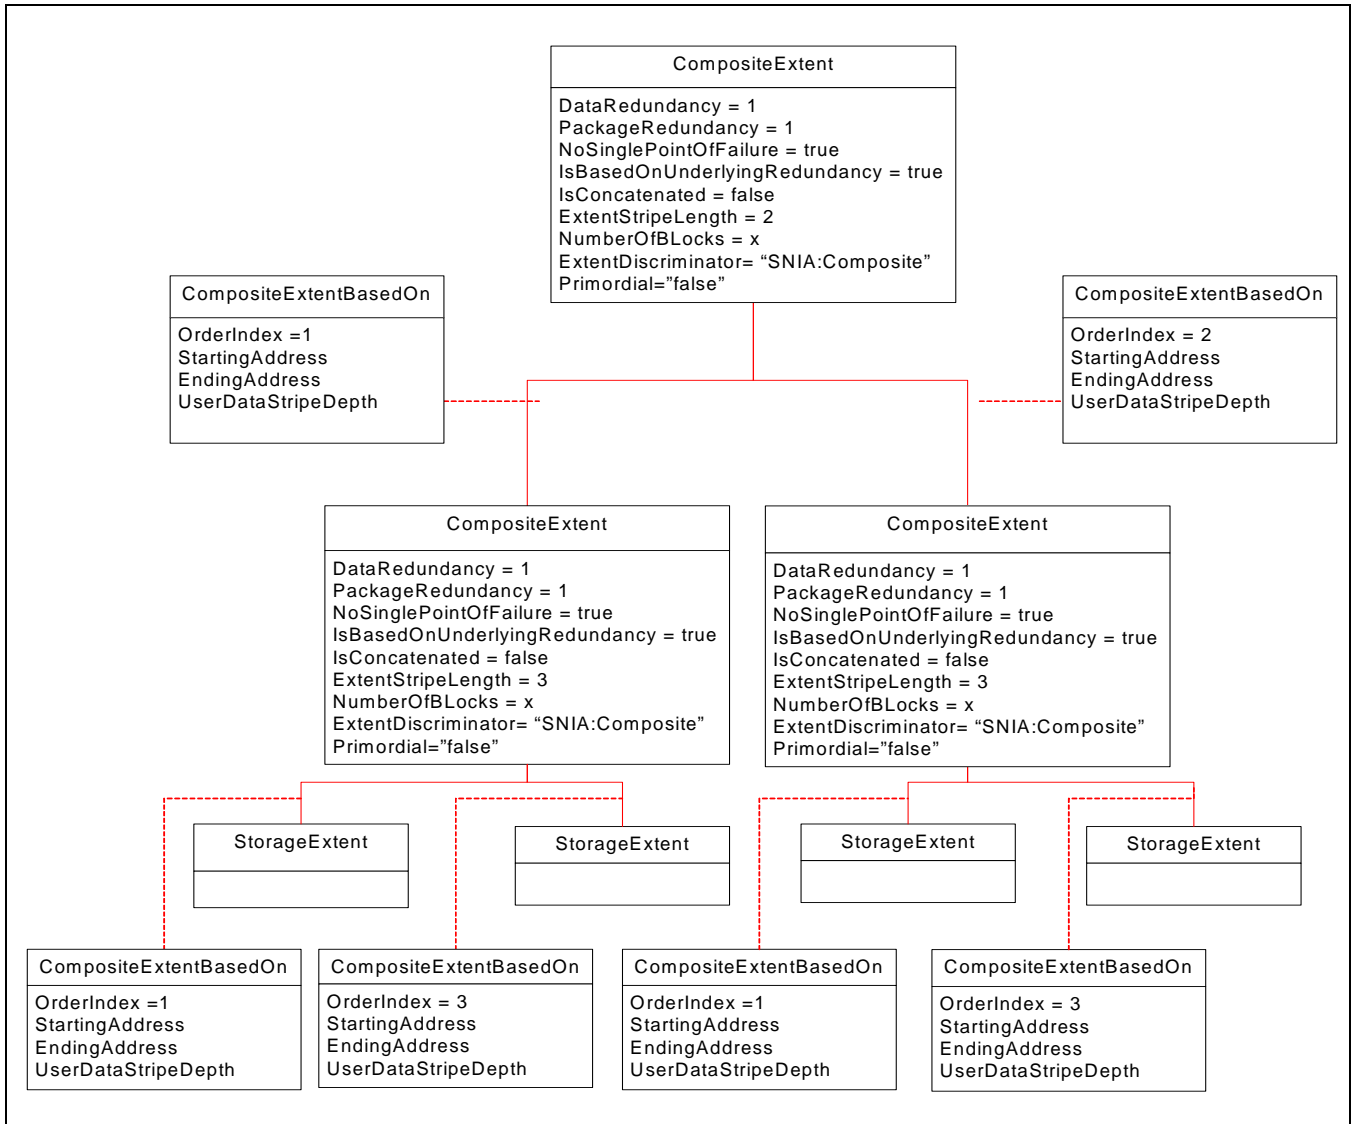 CompositeExtent
DataRedundancy = 1
PackageRedundancy = 1
NoSinglePointOfFailure = true
IsBasedOnUnderlyingRedundancy = true
IsConcatenated = false
ExtentStripeLength = 2
NumberOfBLocks = x
ExtentDiscriminator= “SNIA:Composite”
Primordial=”false”
CompositeExtentBasedOn
OrderIndex =1
StartingAddress
EndingAddress
UserDataStripeDepth
CompositeExtentBasedOn
OrderIndex = 2
StartingAddress
EndingAddress
UserDataStripeDepth
CompositeExtent
DataRedundancy = 1
PackageRedundancy = 1
NoSinglePointOfFailure = true
IsBasedOnUnderlyingRedundancy = true
IsConcatenated = false
ExtentStripeLength = 3
NumberOfBLocks = x
ExtentDiscriminator= “SNIA:Composite”
Primordial=”false”
CompositeExtent
DataRedundancy = 1
PackageRedundancy = 1
NoSinglePointOfFailure = true
IsBasedOnUnderlyingRedundancy = true
IsConcatenated = false
ExtentStripeLength = 3
NumberOfBLocks = x
ExtentDiscriminator= “SNIA:Composite”
Primordial=”false”
StorageExtent
StorageExtent
StorageExtent
StorageExtent
CompositeExtentBasedOn
OrderIndex =1
StartingAddress
EndingAddress
UserDataStripeDepth
CompositeExtentBasedOn
OrderIndex = 3
StartingAddress
EndingAddress
UserDataStripeDepth
CompositeExtentBasedOn
OrderIndex =1
StartingAddress
EndingAddress
UserDataStripeDepth
CompositeExtentBasedOn
OrderIndex = 3
StartingAddress
EndingAddress
UserDataStripeDepth